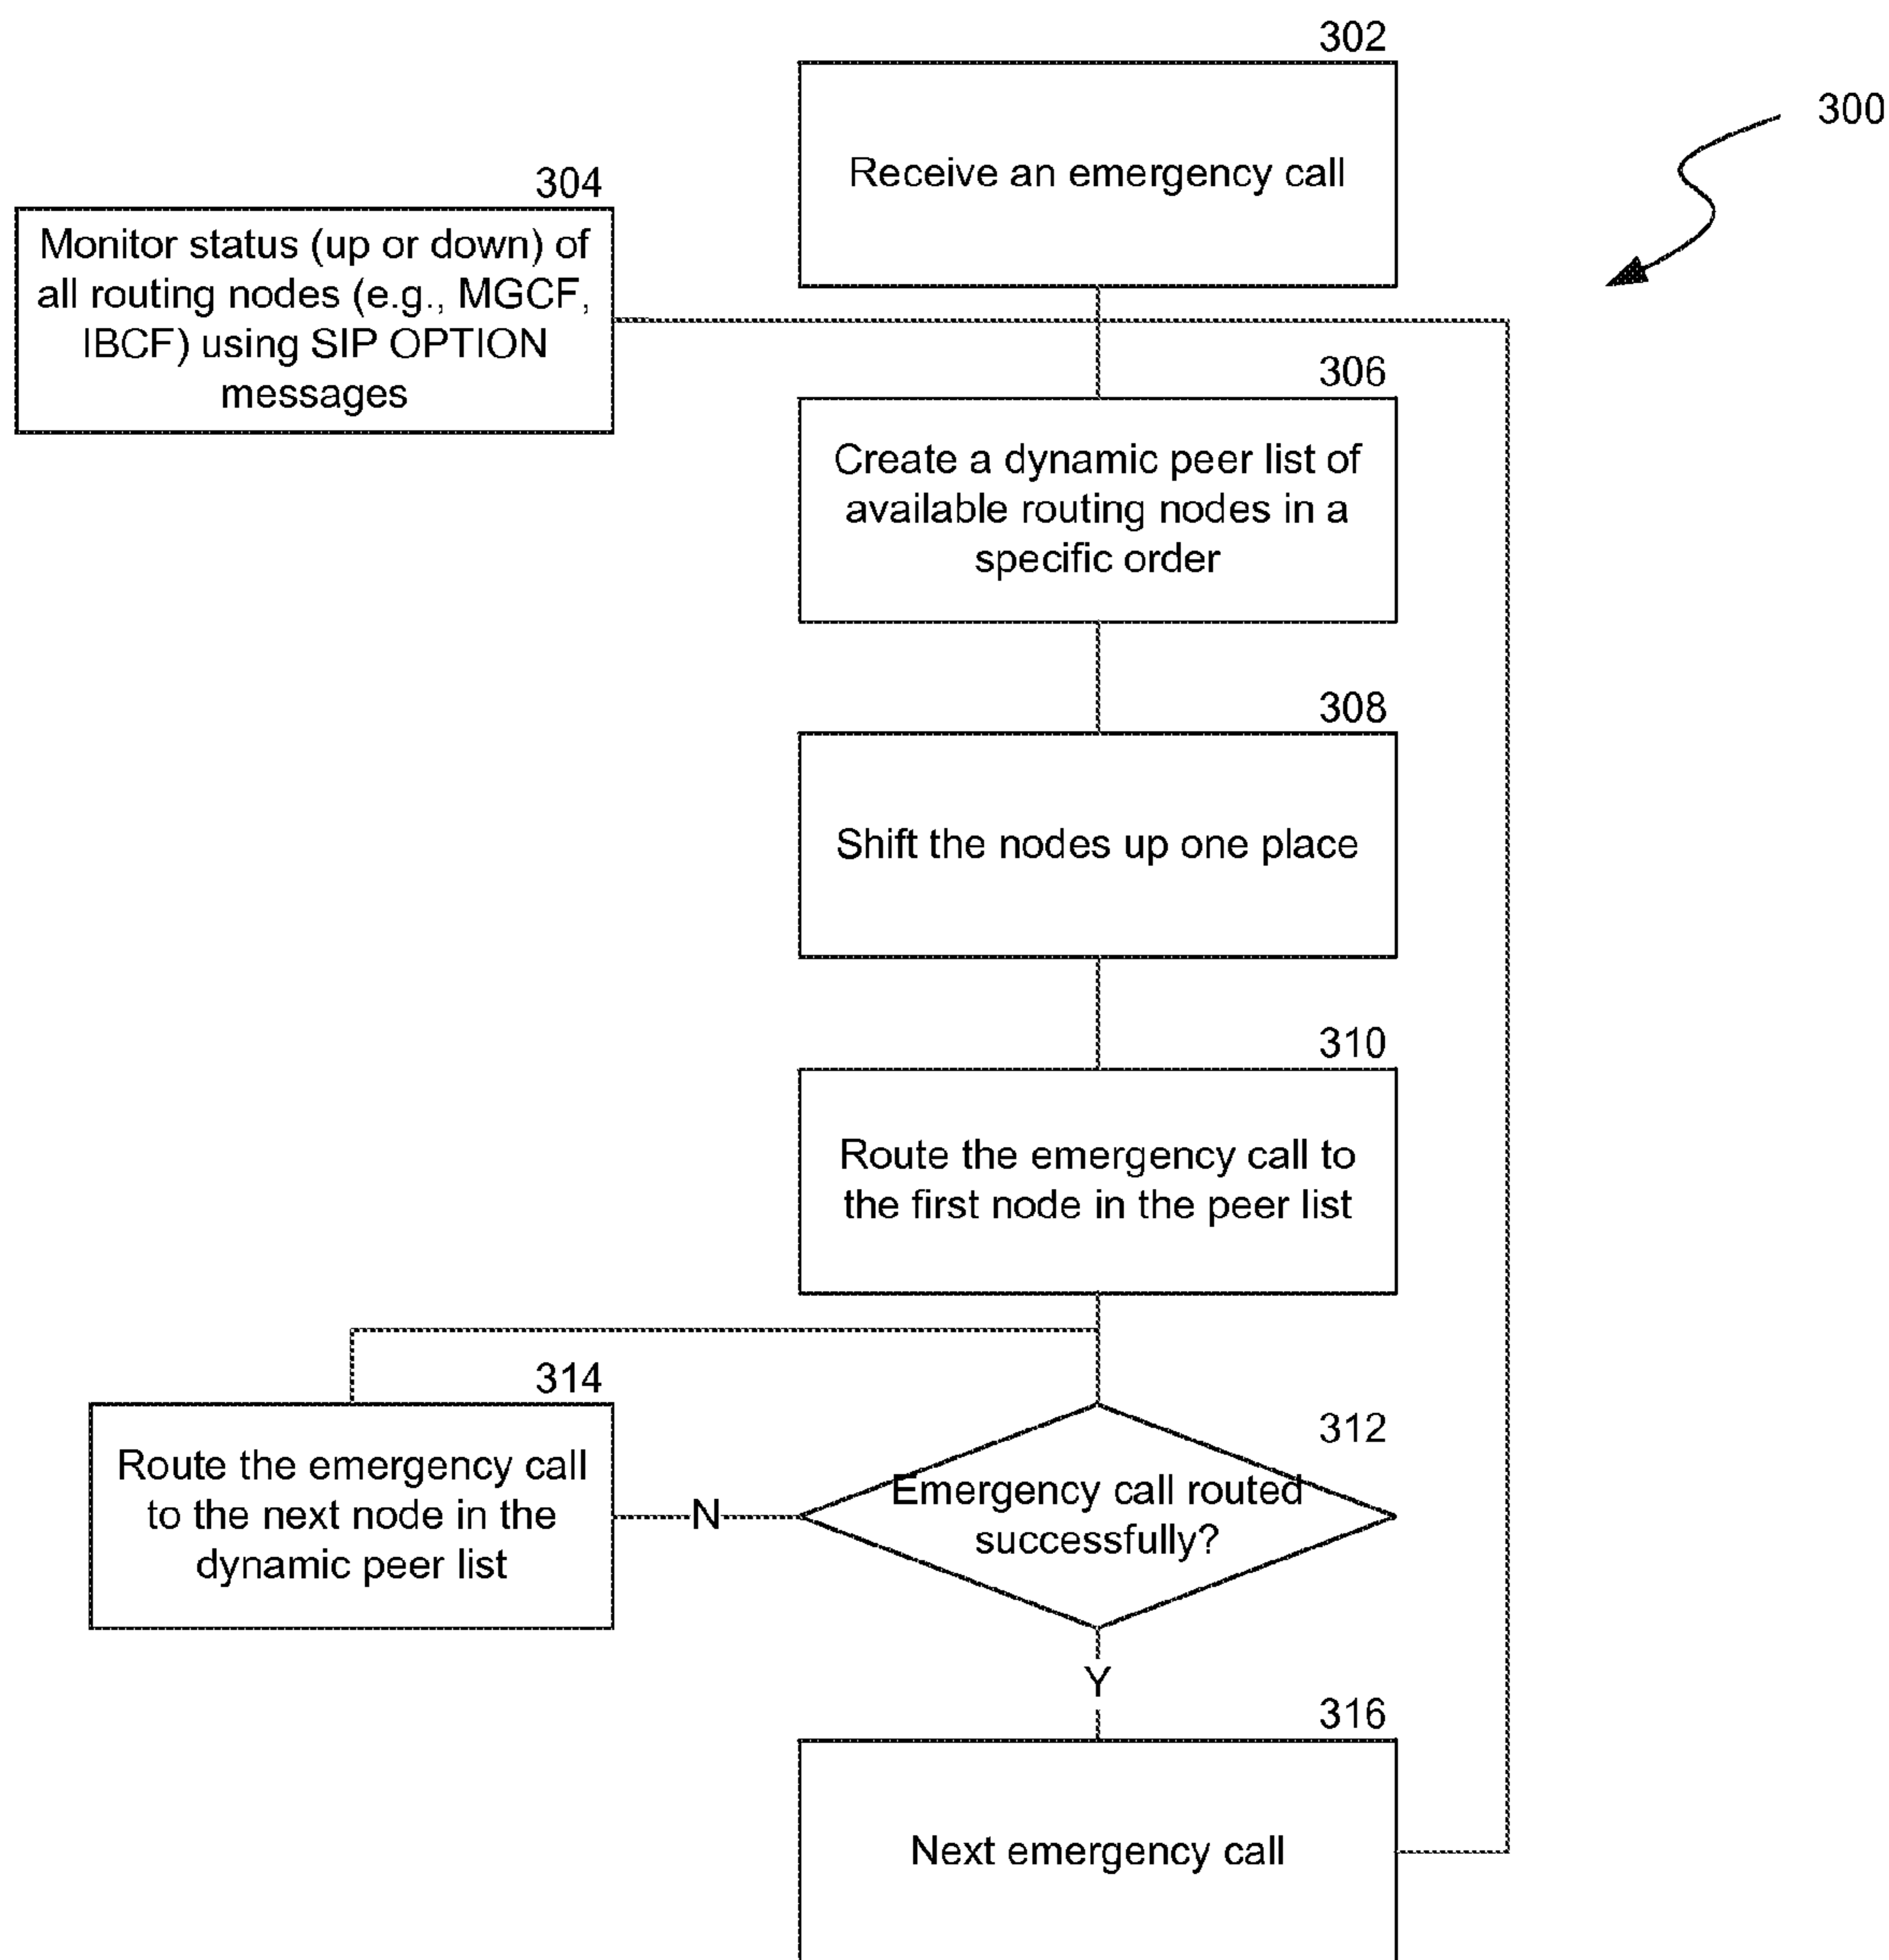 302
Receive an emergency call
300
304
Monitor status (up or down) of
all routing nodes (e.g., MGCF,
IBCF) using SIP OPTION
messages
306
Create a dynamic peer list of
available routing nodes in a
specific order
308
Shift the nodes up one place
310
Route the emergency call to
the first node in the peer list
314
Route the emergency call
to the next node in the
dynamic peer list
N
312
Emergency call routed
successfully?
Y
316
Next emergency call